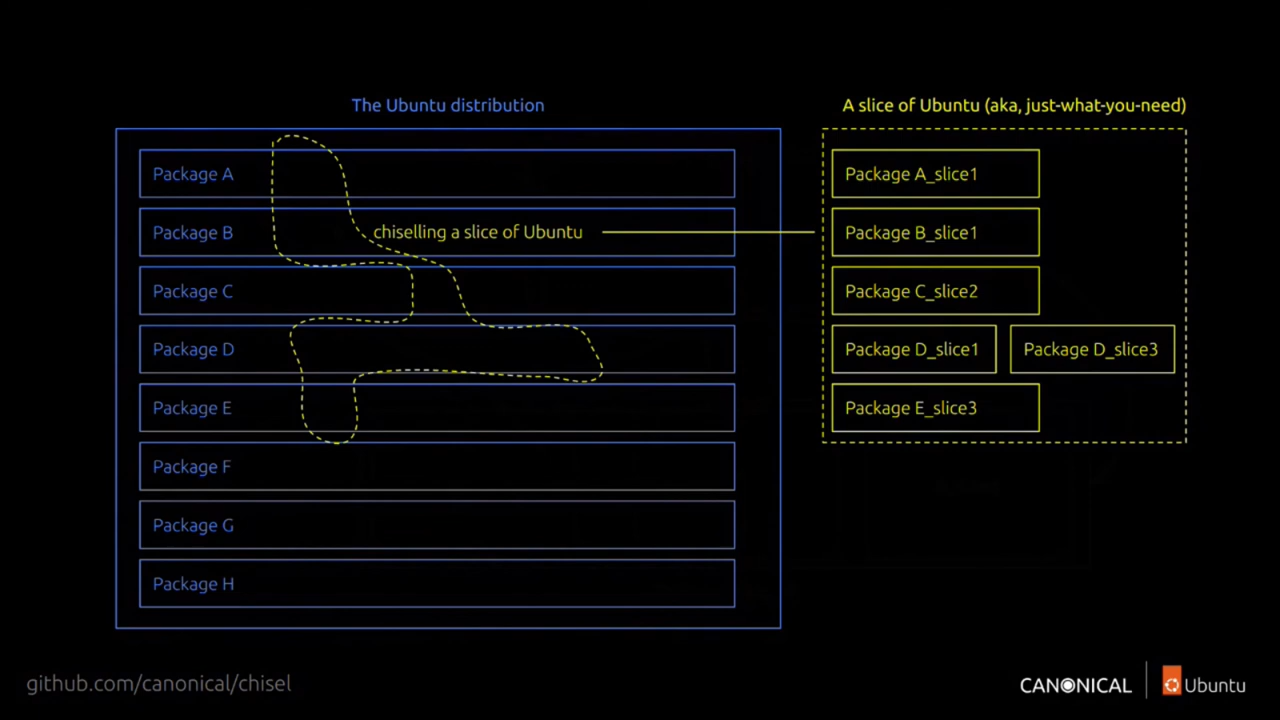 The Ubuntu distribution
Package A
Package B
chiselling a slice of Ubuntu
Package C
Package D
Package E
Package F
Package G
Package H
A slice of Ubuntu (aka, just-what-you-need)
Package A_slice1
Package B_slice1
Package C_slice2
Package D_slice1
Package D_slice3
Package E_slice3
github.com/canonical/chisel
CANONICAL
Ubuntu